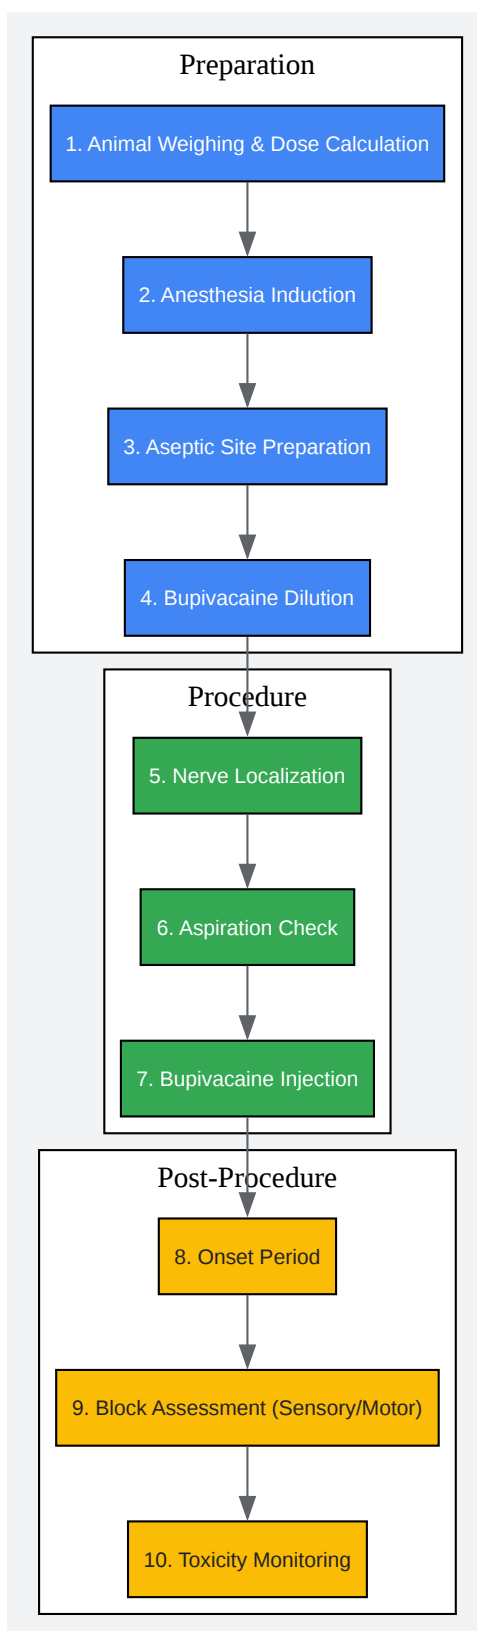 Preparation
1. Animal Weighing & Dose Calculation
2. Anesthesia Induction
3. Aseptic Site Preparation
4. Bupivacaine Dilution
Procedure
5. Nerve Localization
6. Aspiration Check
7. Bupivacaine Injection
Post-Procedure
8. Onset Period
9. Block Assessment (Sensory/Motor)
10. Toxicity Monitoring